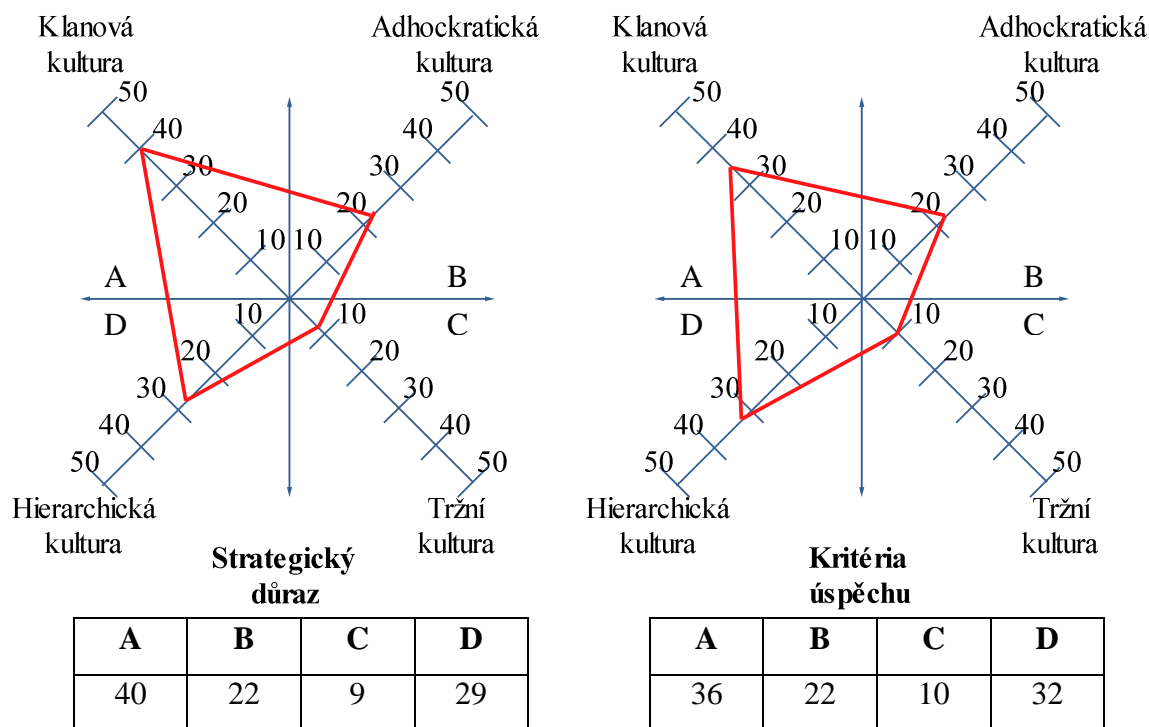 Klanová
kultura
Adhockratická
kultura
50
50
40
40
30
30
20
20
10
10
A
B
D
C
10
10
20
20
30
30
40
40
50
50
Hierarchická
kultura
Tržní
kultura
Strategický
důraz
A B C D
40 22 9 29
Klanová
kultura
Adhockratická
kultura
50
50
40
40
30
30
20
20
10
10
A
B
D
C
10
10
20
20
30
30
40
40
50
50
Hierarchická
kultura
Tržní
kultura
Kritéria
úspěchu
A B C D
36 22 10 32